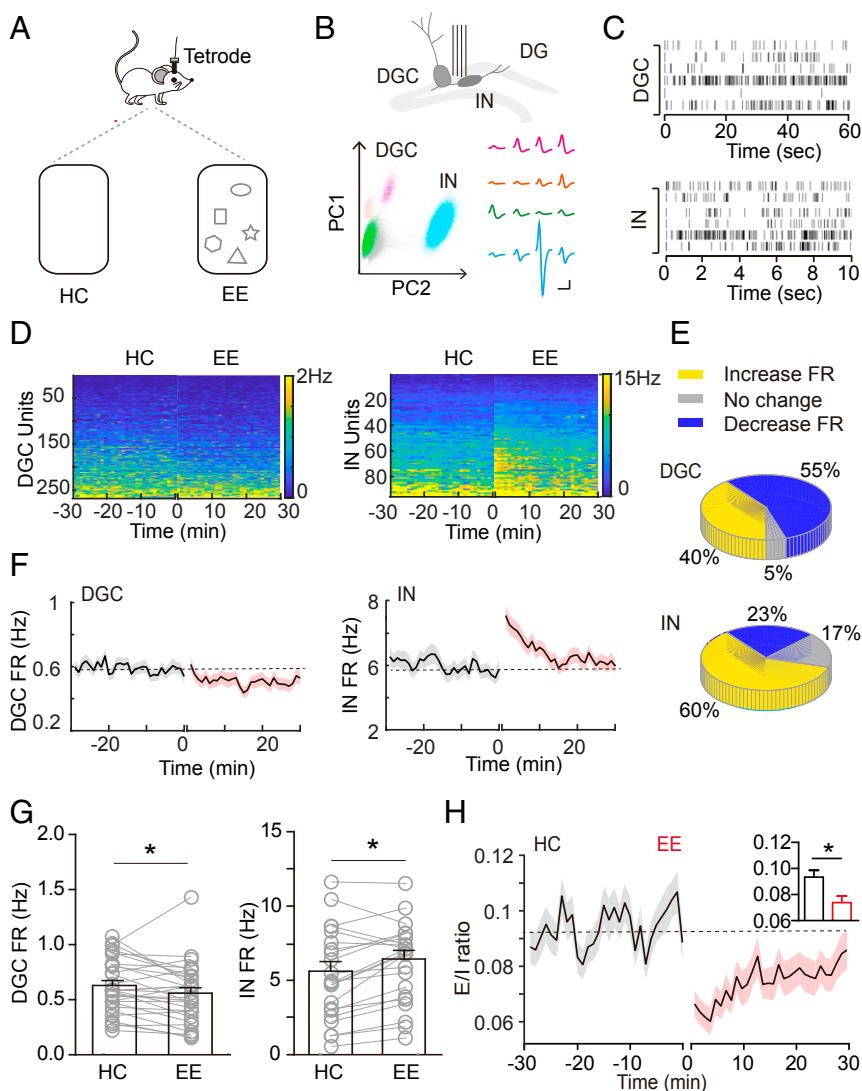 A
Tetrode
HC
EE
B
DGC
DG
IN
DGC
IN
PC1
PC2
C
DGC
0 20 40 60
Time (sec)
IN
0 2 4 6 8 10
Time (sec)
D
HC EE
2Hz
0
DGC Units
50
150
250
-30 -20 -10 0 10 20 30
Time (min)
HC EE
15Hz
0
IN Units
20
40
60
80
-30 -20 -10 0 10 20 30
Time (min)
E
Increase FR
No change
Decrease FR
DGC
55%
40%
5%
IN
23%
17%
60%
F
DGC
DGC FR (Hz)
1
0.6
0.2
-20 0 20
Time (min)
IN
IN FR (Hz)
8
6
4
2
-20 0 20
Time (min)
G
DGC FR (Hz)
2.0
1.5
1.0
0.5
0.0
*
HC EE
IN FR (Hz)
15
10
5
0
*
HC EE
H
HC EE
E/I ratio
0.12
0.1
0.08
0.06
-30 -20 -10 0 10 20 30
Time (min)
*
0.12
0.10
0.08
0.06